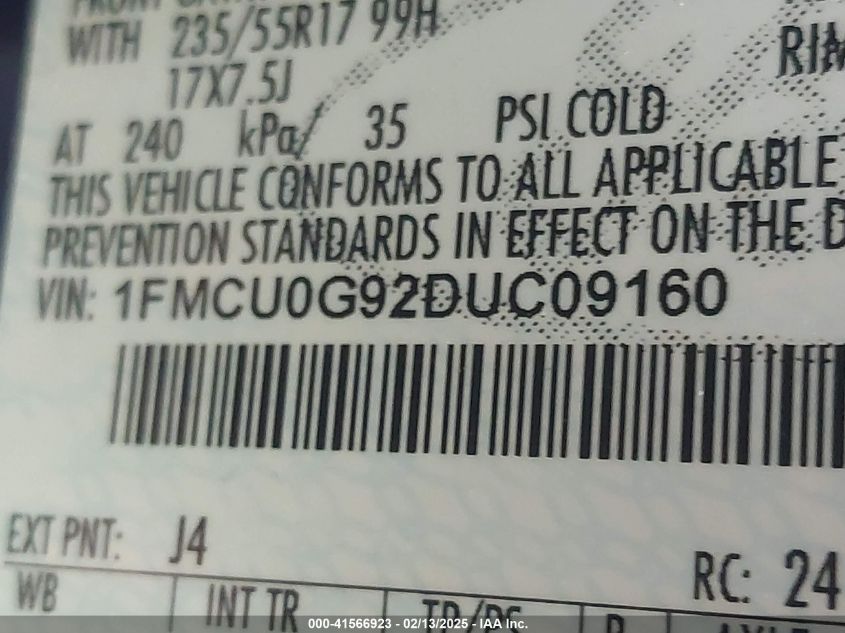 WITH 235/55R17 99H
17X7.5J RIM
AT 240 kPa/ 35 PSI COLD
THIS VEHICLE CONFORMS TO ALL APPLICABLE
PREVENTION STANDARDS IN EFFECT ON THE D
VIN: 1FMCU0G92DUC09160
EXT PNT: J4
RC: 24
WB INT TR TP/PS
000-41566923 - 02/13/2025 - IAA Inc.